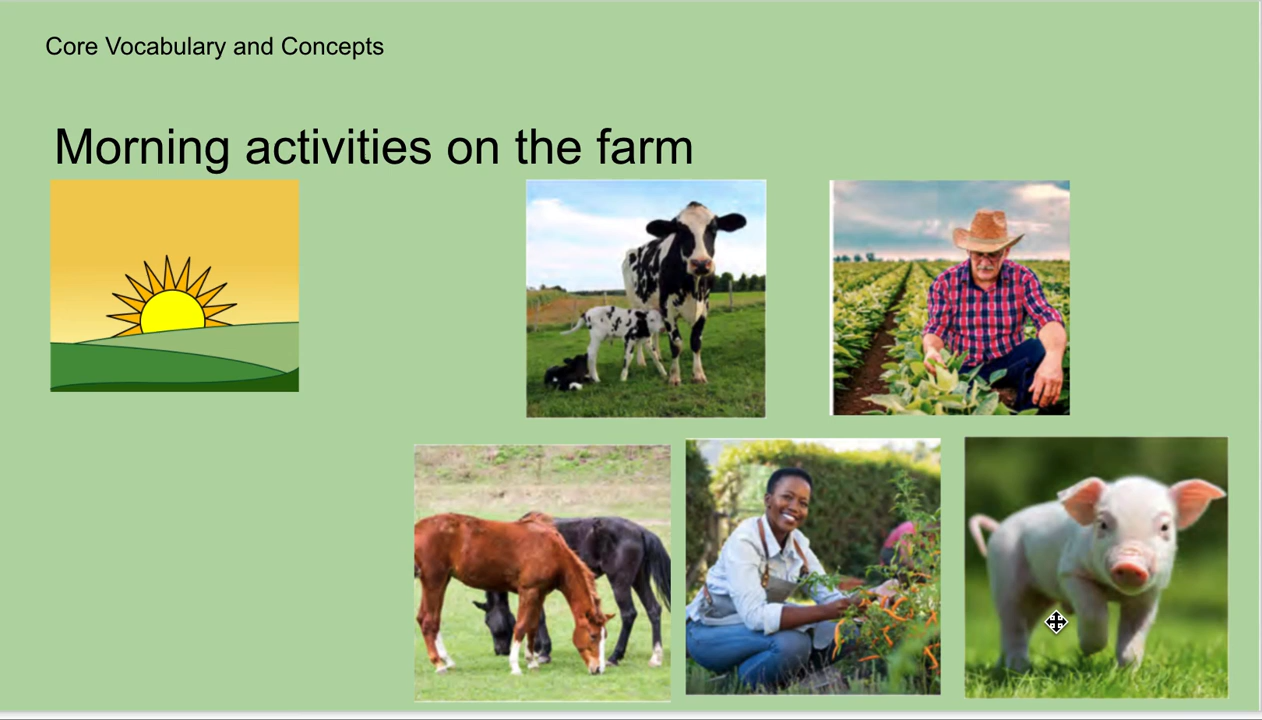 Core Vocabulary and Concepts
Morning activities on the farm